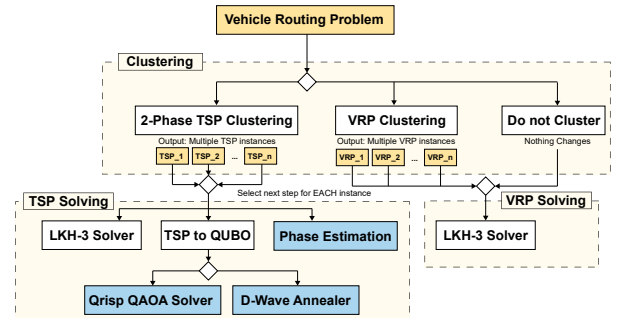 Vehicle Routing Problem
Clustering
2-Phase TSP Clustering
VRP Clustering
Do not Cluster
Output: Multiple TSP instances
Output: Multiple VRP instances
Nothing Changes
TSP_1 TSP_2 ... TSP_n
VRP_1 VRP_2 ... VRP_n
Select next step for EACH instance
TSP Solving
VRP Solving
LKH-3 Solver
TSP to QUBO
Phase Estimation
LKH-3 Solver
Qrisp QAOA Solver
D-Wave Annealer